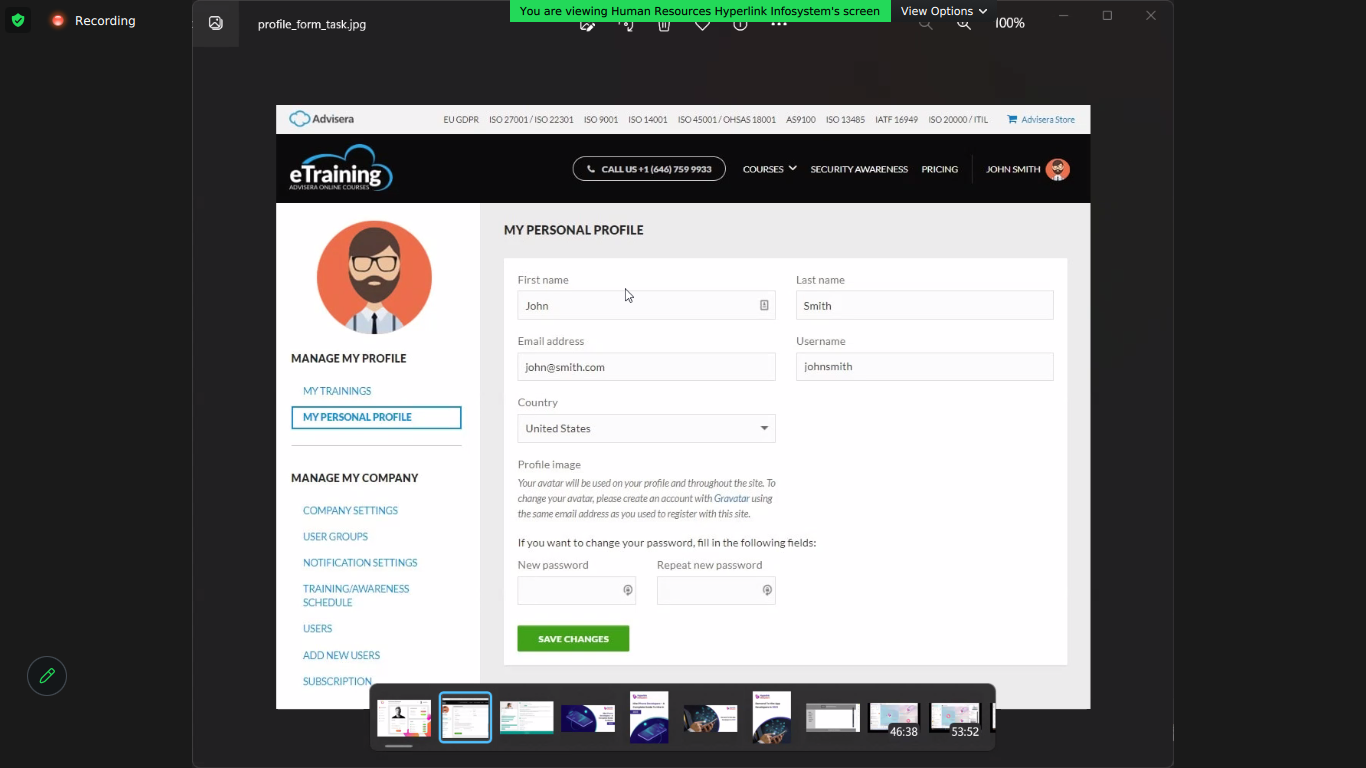 You are viewing Human Resources Hyperlink Infosystem's screen
View Options
Recording
profile_form_task.jpg
100%
Advisera
EU GDPR ISO 27001 / ISO 22301 ISO 9001 ISO 14001 ISO 45001 / OHSAS 18001 AS9100 ISO 13485 IATF 16949 ISO 20000 / ITIL Advisera Store
eTraining
ADVISERA ONLINE COURSES
CALL US +1 (646) 759 9933
COURSES SECURITY AWARENESS PRICING JOHN SMITH
MANAGE MY PROFILE
MY TRAININGS
MY PERSONAL PROFILE
MANAGE MY COMPANY
COMPANY SETTINGS
USER GROUPS
NOTIFICATION SETTINGS
TRAINING/AWARENESS
SCHEDULE
USERS
ADD NEW USERS
SUBSCRIPTION
MY PERSONAL PROFILE
First name Last name
John Smith
Email address Username
john@smith.com johnsmith
Country
United States
Profile image
Your avatar will be used on your profile and throughout the site. To
change your avatar, please create an account with Gravatar using
the same email address as you used to register with this site.
If you want to change your password, fill in the following fields:
New password Repeat new password
SAVE CHANGES
46:38 53:52